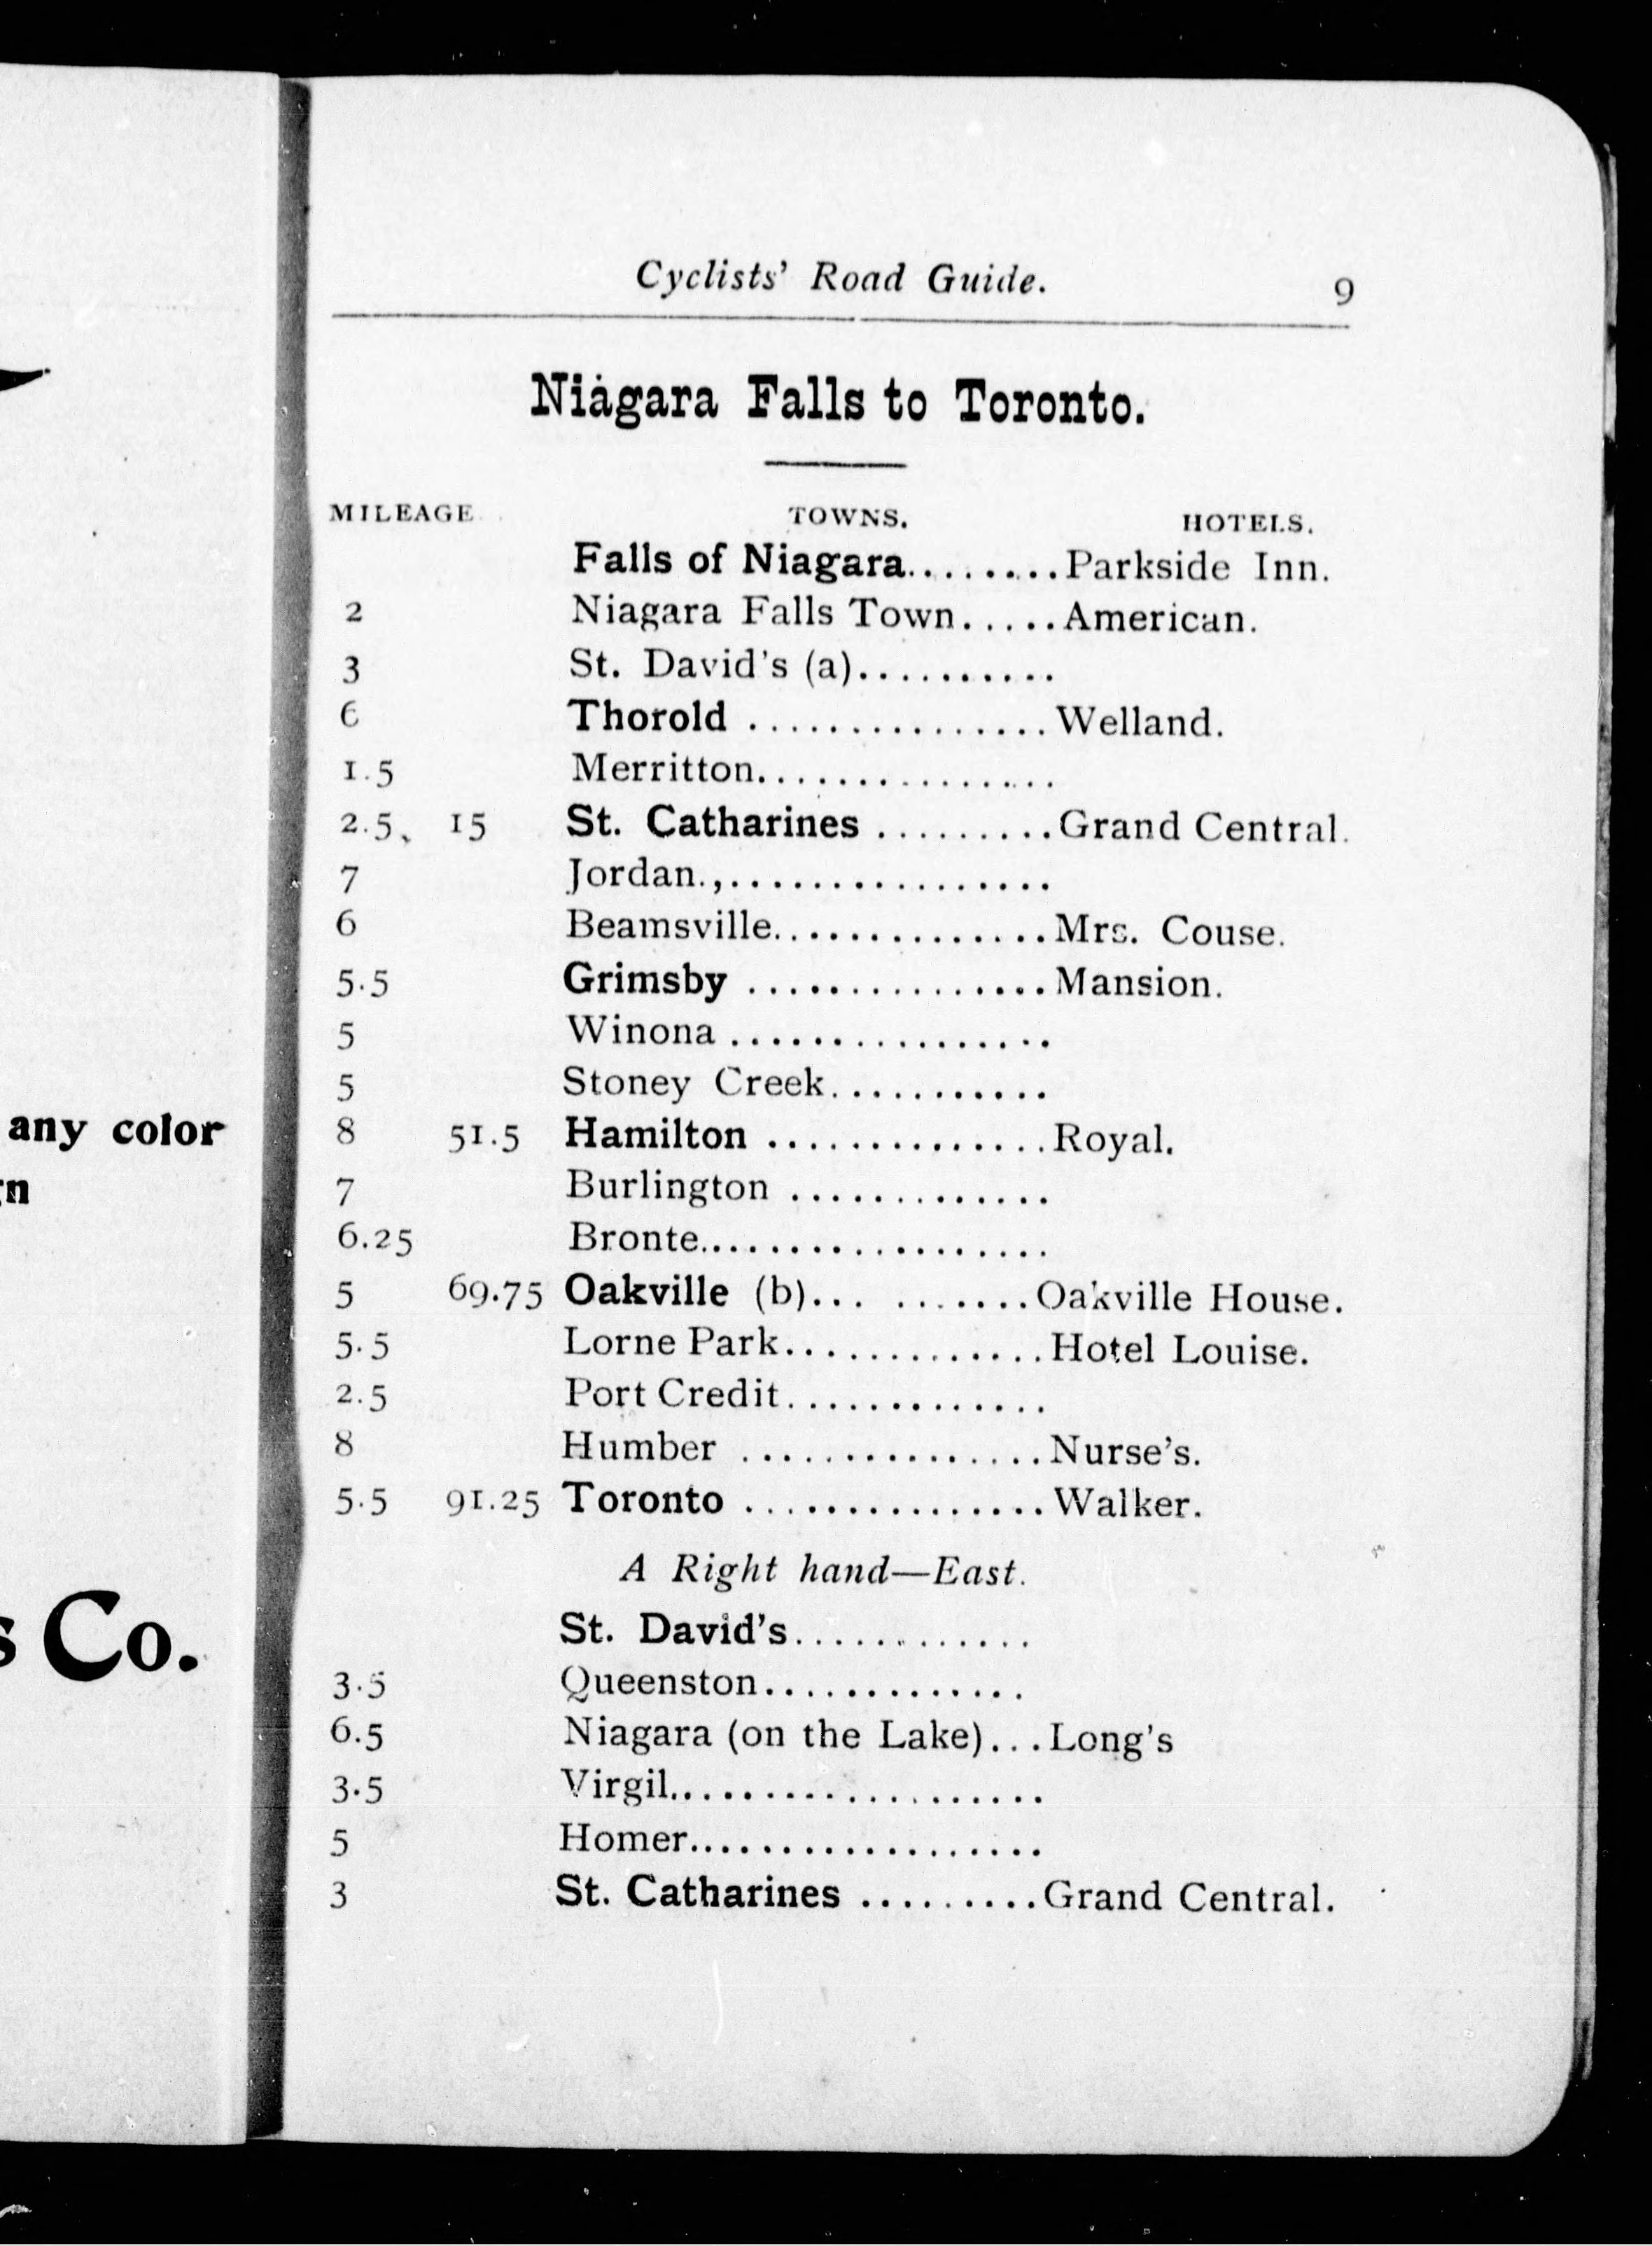 any color
gn
s Co.
Cyclists' Road Guide. 9
Niagara Falls to Toronto.
MILEAGE TOWNS. HOTELS.
Falls of Niagara........Parkside Inn.
2 Niagara Falls Town.....American.
3 St. David's (a)..........
6 Thorold ...............Welland.
1.5 Merritton...............
2.5, 15 St. Catharines .........Grand Central.
7 Jordan.,................
6 Beamsville..............Mrs. Couse.
5.5 Grimsby ...............Mansion.
5 Winona ................
5 Stoney Creek...........
8 51.5 Hamilton ..............Royal.
7 Burlington .............
6.25 Bronte..................
5 69.75 Oakville (b)... .......Oakville House.
5.5 Lorne Park.............Hotel Louise.
2.5 Port Credit.............
8 Humber ...............Nurse's.
5.5 91.25 Toronto ...............Walker.
A Right hand—East.
St. David's............
3.5 Queenston.............
6.5 Niagara (on the Lake)...Long's
3.5 Virgil...................
5 Homer..................
3 St. Catharines .........Grand Central.